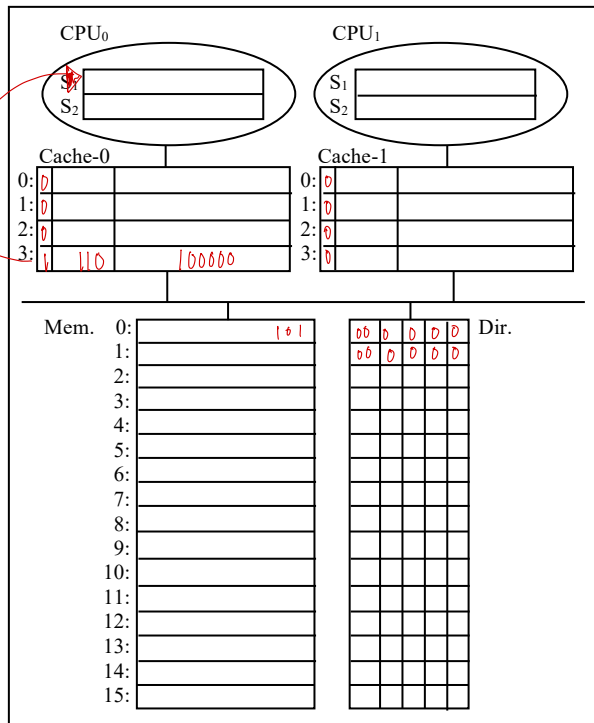 CPU₀ CPU₁
S₁ S₁
S₂ S₂
Cache-0 Cache-1
0: 0 0: 0
1: 0 1: 0
2: 0 2: 0
3: 1 110 100000 3: 0
Mem. 0: 101 00 0 0 0 0 Dir.
1: 00 0 0 0 0
2:
3:
4:
5:
6:
7:
8:
9:
10:
11:
12:
13:
14:
15: